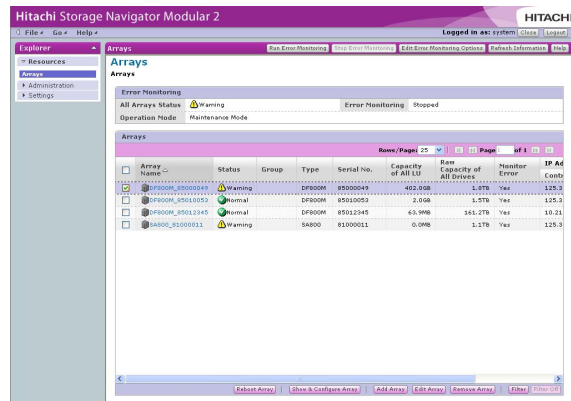 Hitachi Storage Navigator Modular 2
HITACHI
File Go Help
Logged in as: system Close Logout
Explorer
Resources
Arrays
Administration
Settings
Arrays
Run Error Monitoring Stop Error Monitoring Edit Error Monitoring Options Refresh Information Help
Arrays
Arrays
Error Monitoring
All Arrays Status Warning Error Monitoring Stopped
Operation Mode Maintenance Mode
Arrays
Rows/Page: 25 Page of 1
Array Name Status Group Type Serial No. Capacity of All LU Raw Capacity of All Drives Monitor Error IP Ad
Cont
DF800M_85000049 Warning DF800M 85000049 402.0GB 1.8TB Yes 125.3
DF800M_85010053 Normal DF800M 85010053 2.0GB 1.5TB Yes 125.3
DF800M_85012345 Normal DF800M 85012345 63.9MB 161.2TB Yes 10.21
SA800_81000011 Warning SA800 81000011 0.0MB 1.1TB Yes 125.3
Reboot Array Show & Configure Array Add Array Edit Array Remove Array Filter Filter Off